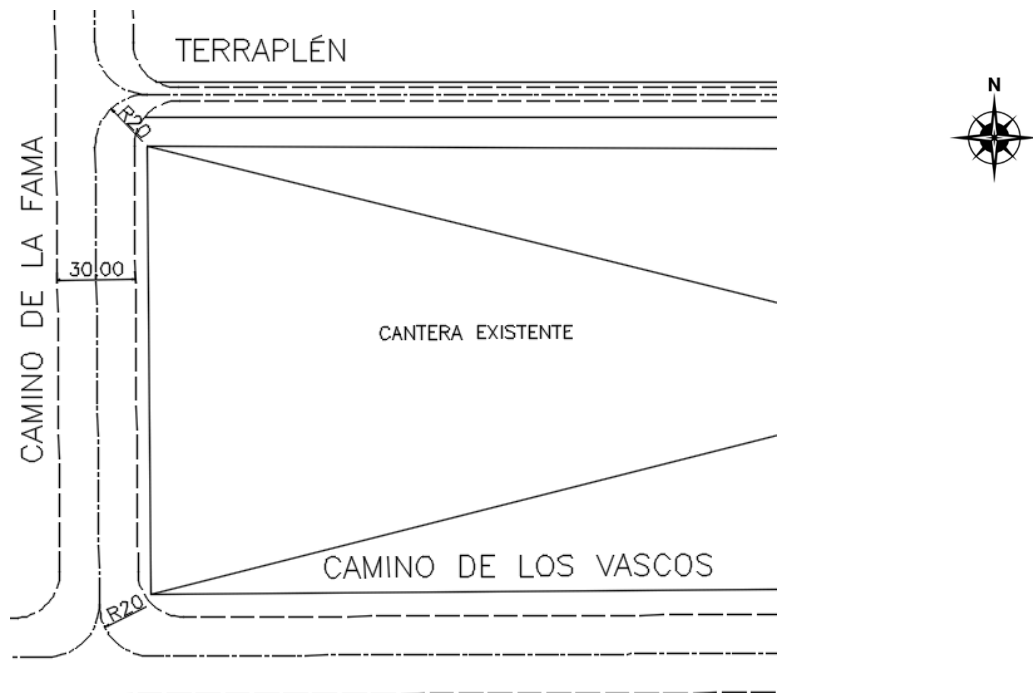 TERRAPLÉN
N
R20
CAMINO DE LA FAMA
30.00
CANTERA EXISTENTE
CAMINO DE LOS VASCOS
R20